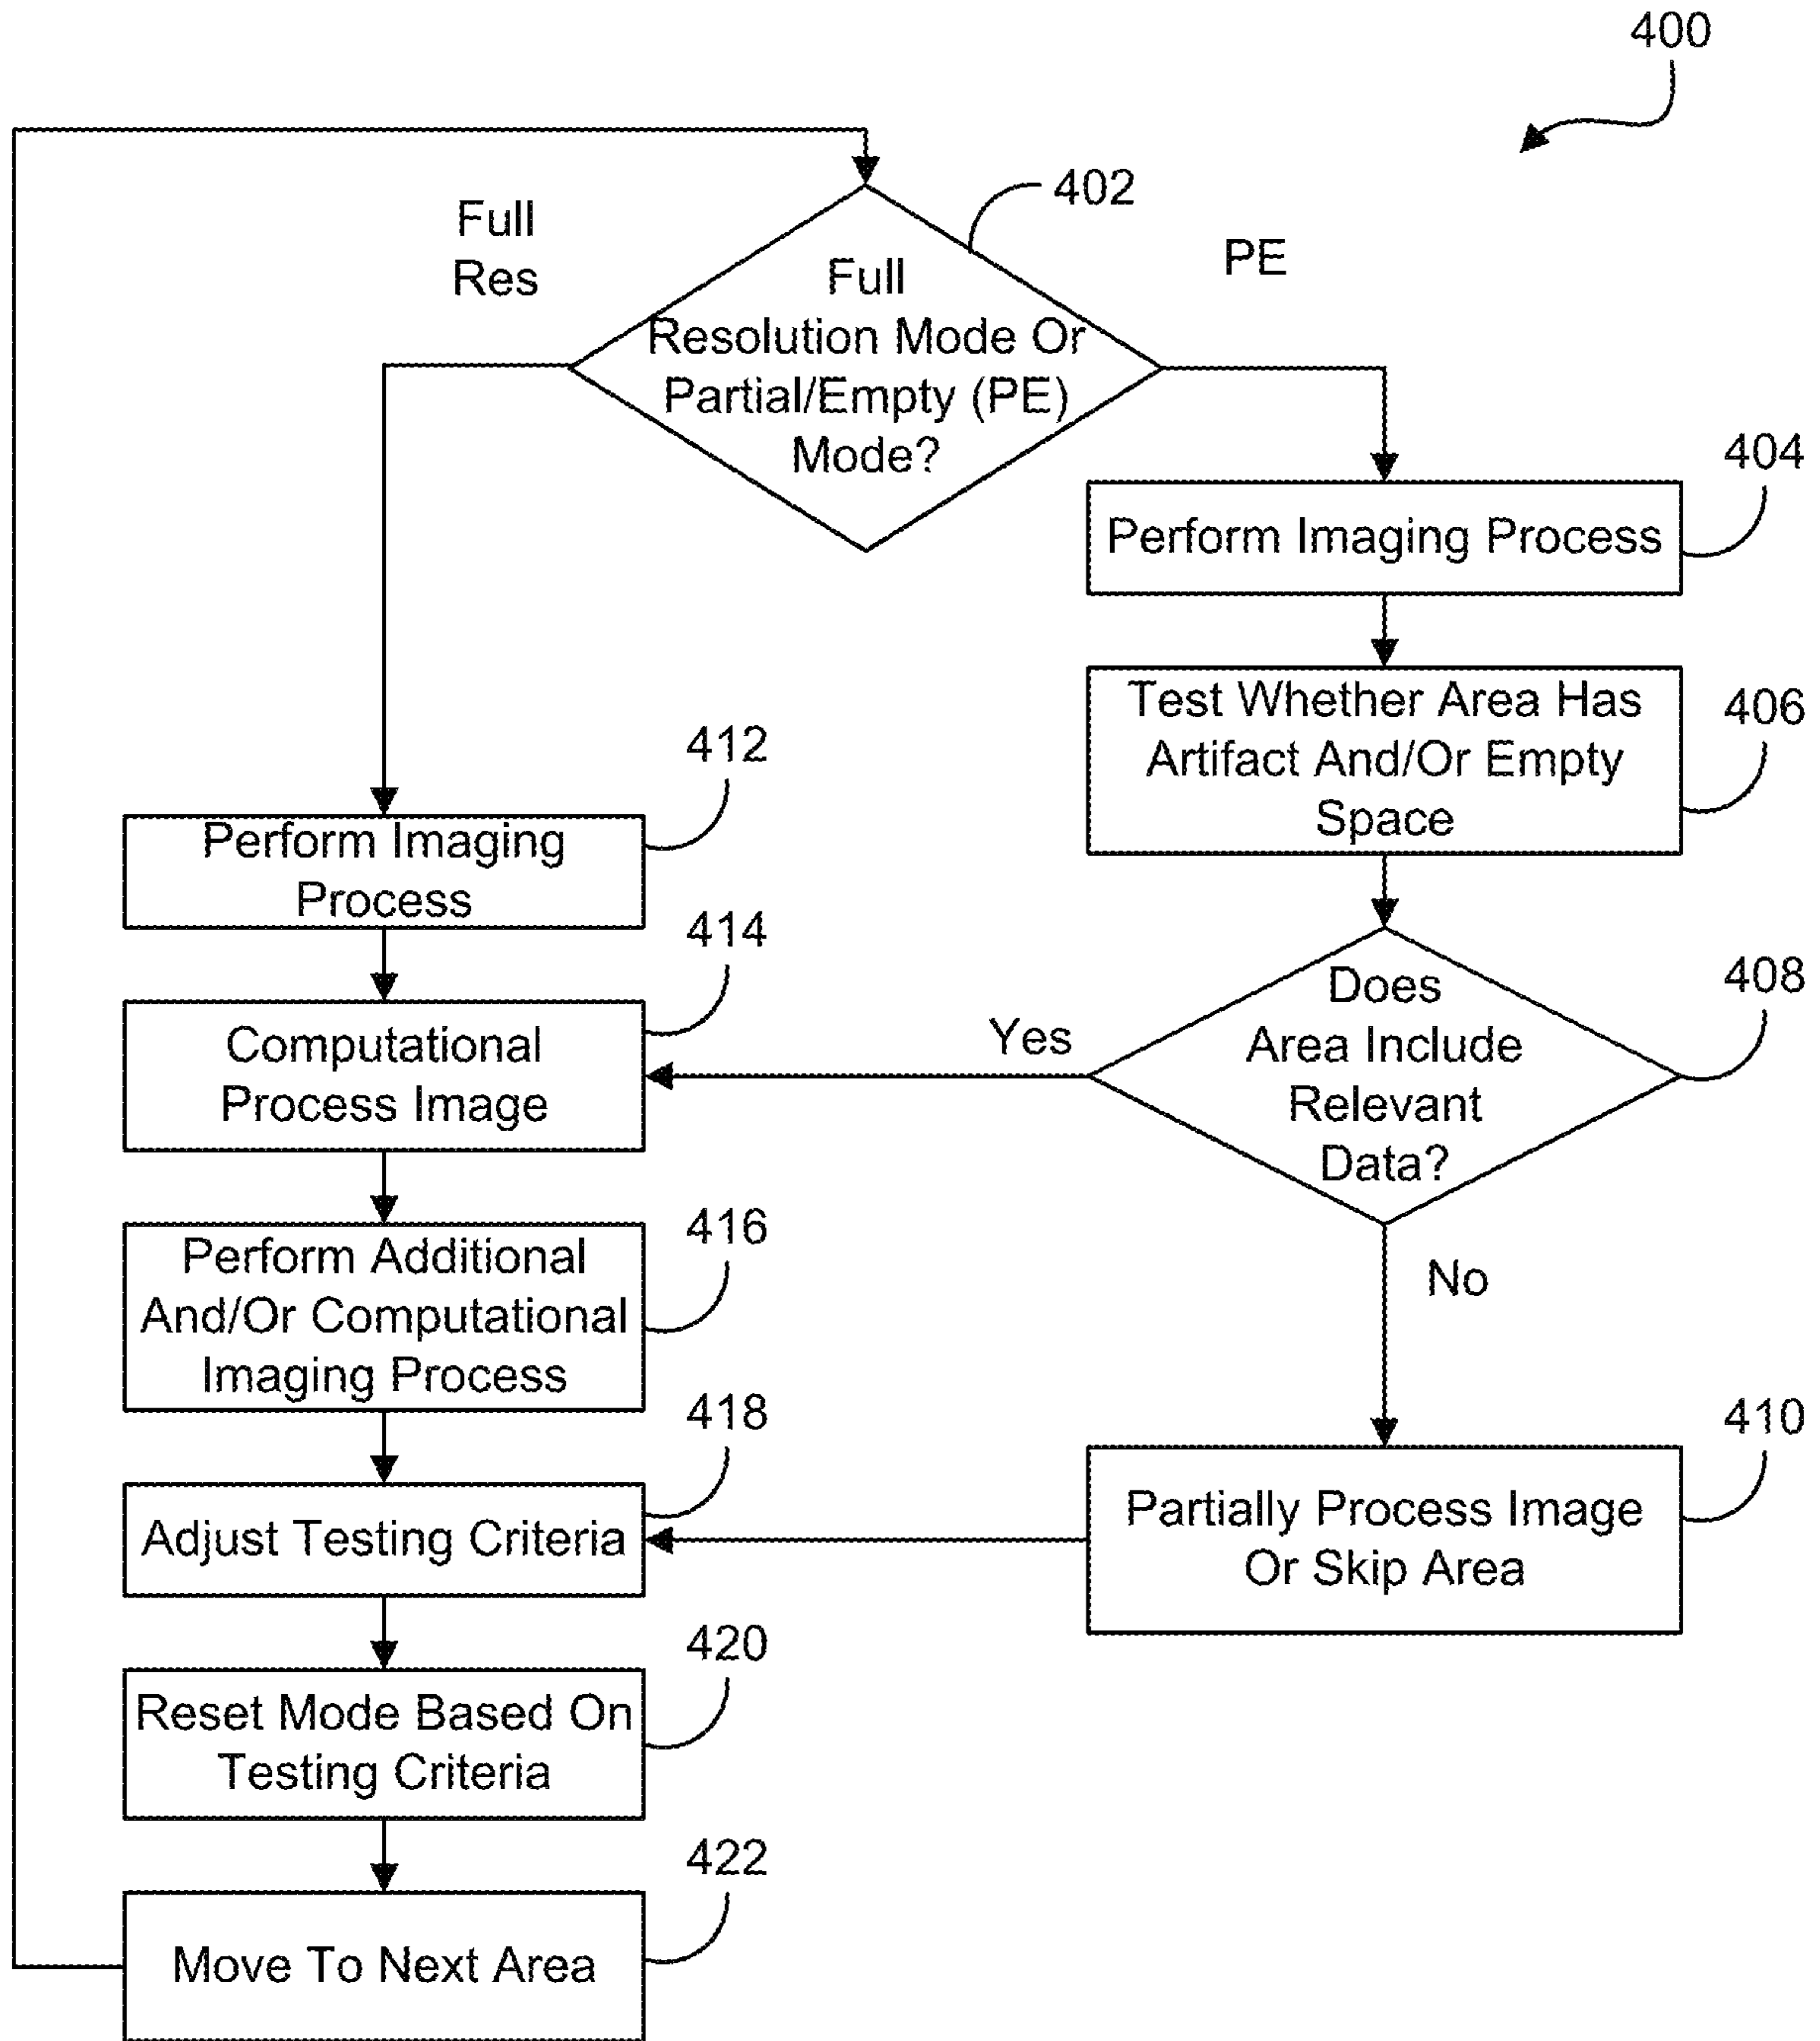 400
402
Full
Res
PE
Full
Resolution Mode Or
Partial/Empty (PE)
Mode?
404
Perform Imaging Process
Test Whether Area Has
Artifact And/Or Empty
Space
406
412
Perform Imaging
Process
414
Computational
Process Image
Yes
Does
Area Include
Relevant
Data?
408
No
416
Perform Additional
And/Or Computational
Imaging Process
418
Adjust Testing Criteria
410
Partially Process Image
Or Skip Area
420
Reset Mode Based On
Testing Criteria
422
Move To Next Area